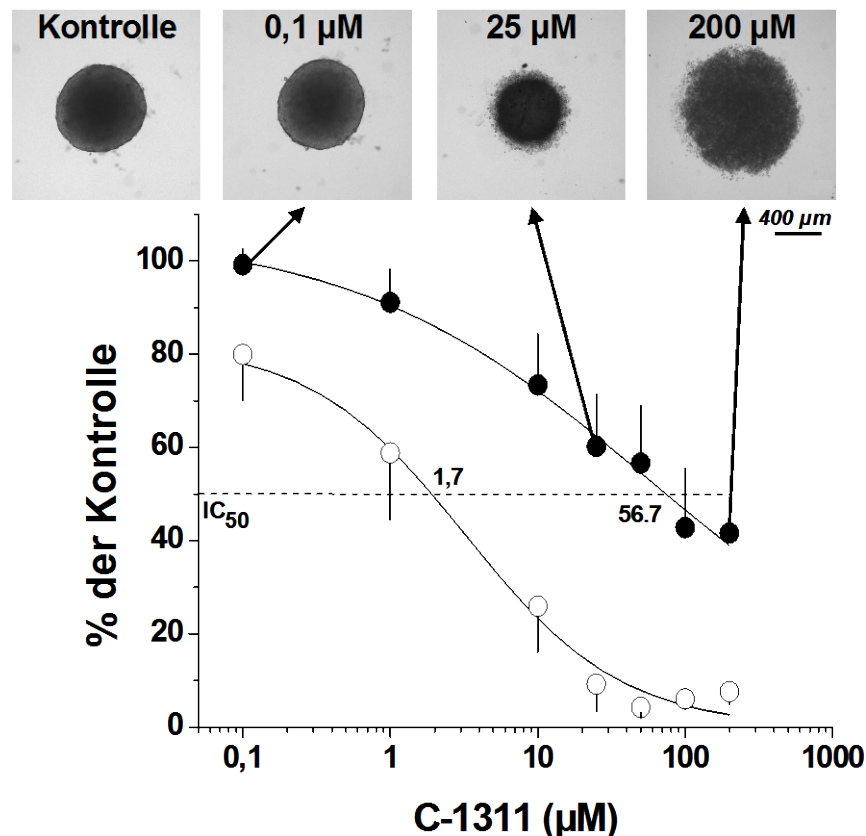 Kontrolle 0,1 µM 25 µM 200 µM
400 µm
100
80
60
40
20
0
% der Kontrolle
1,7
IC50
56.7
0,1 1 10 100 1000
C-1311 (µM)